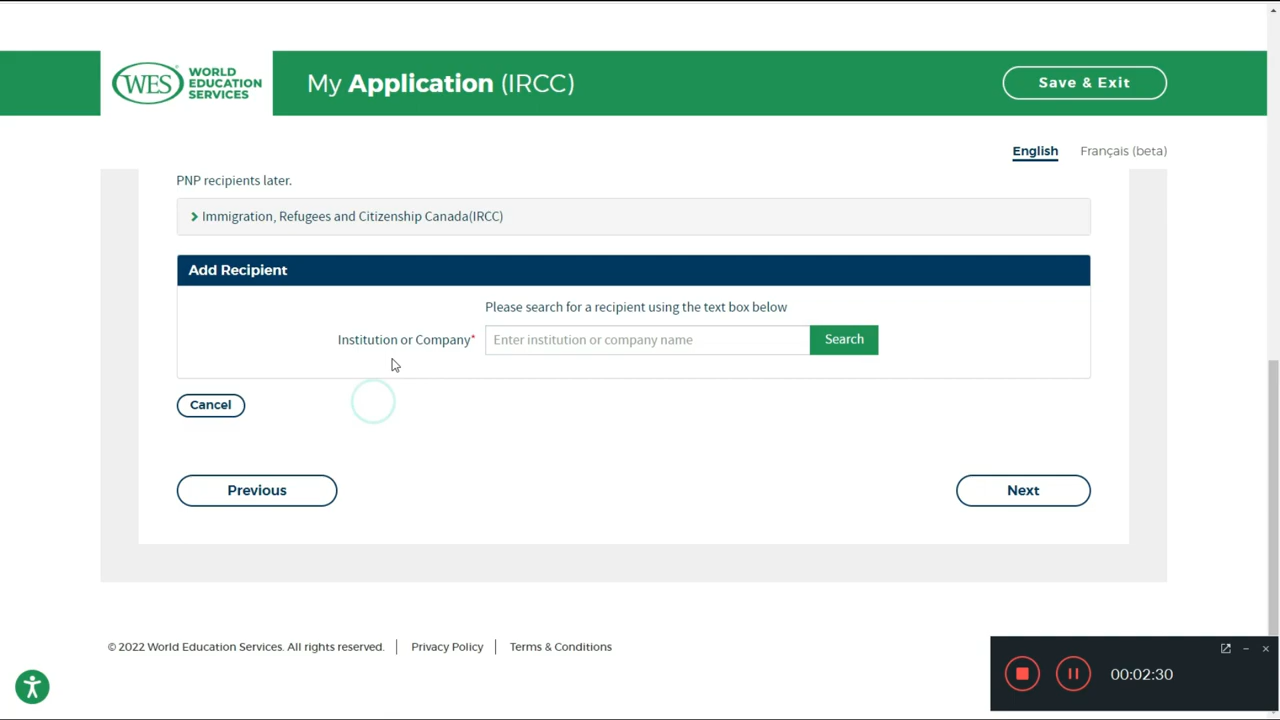 WES WORLD
EDUCATION
SERVICES
My Application (IRCC)
Save & Exit
English Français (beta)
PNP recipients later.
Immigration, Refugees and Citizenship Canada(IRCC)
Add Recipient
Please search for a recipient using the text box below
Institution or Company* Enter institution or company name Search
Cancel
Previous Next
© 2022 World Education Services. All rights reserved. Privacy Policy Terms & Conditions
00:02:30